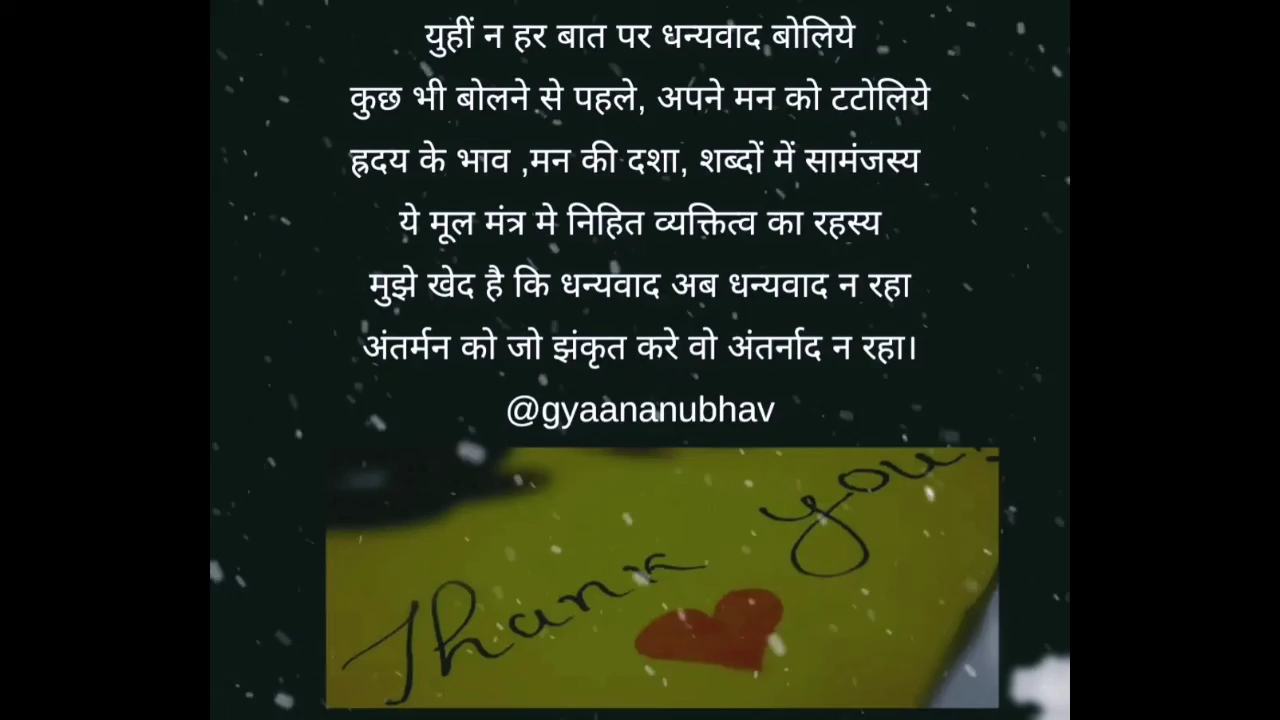 युहीं न हर बात पर धन्यवाद बोलिये
कुछ भी बोलने से पहले, अपने मन को टटोलिये
ह्रदय के भाव ,मन की दशा, शब्दों में सामंजस्य
ये मूल मंत्र मे निहित व्यक्तित्व का रहस्य
मुझे खेद है कि धन्यवाद अब धन्यवाद न रहा
अंतर्मन को जो झंकृत करे वो अंतर्नाद न रहा।
@gyaananubhav
Thank you!